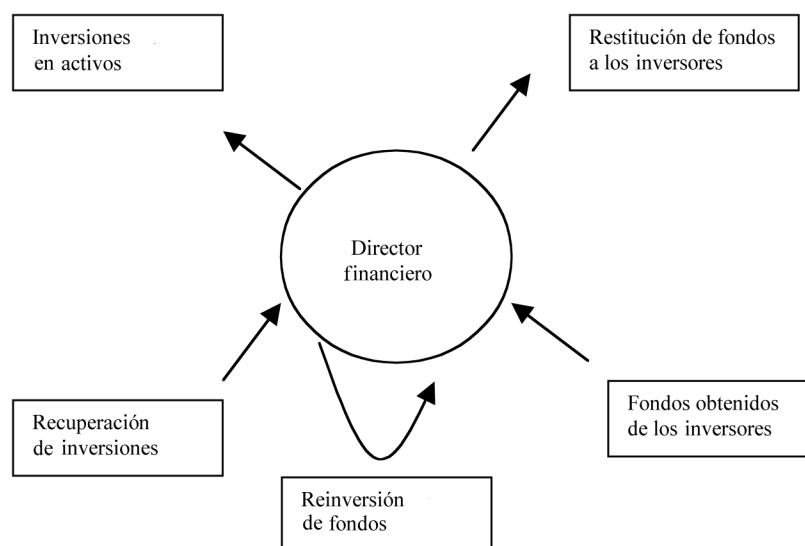 Inversiones
en activos
Restitución de fondos
a los inversores
Director
financiero
Recuperación
de inversiones
Fondos obtenidos
de los inversores
Reinversión
de fondos